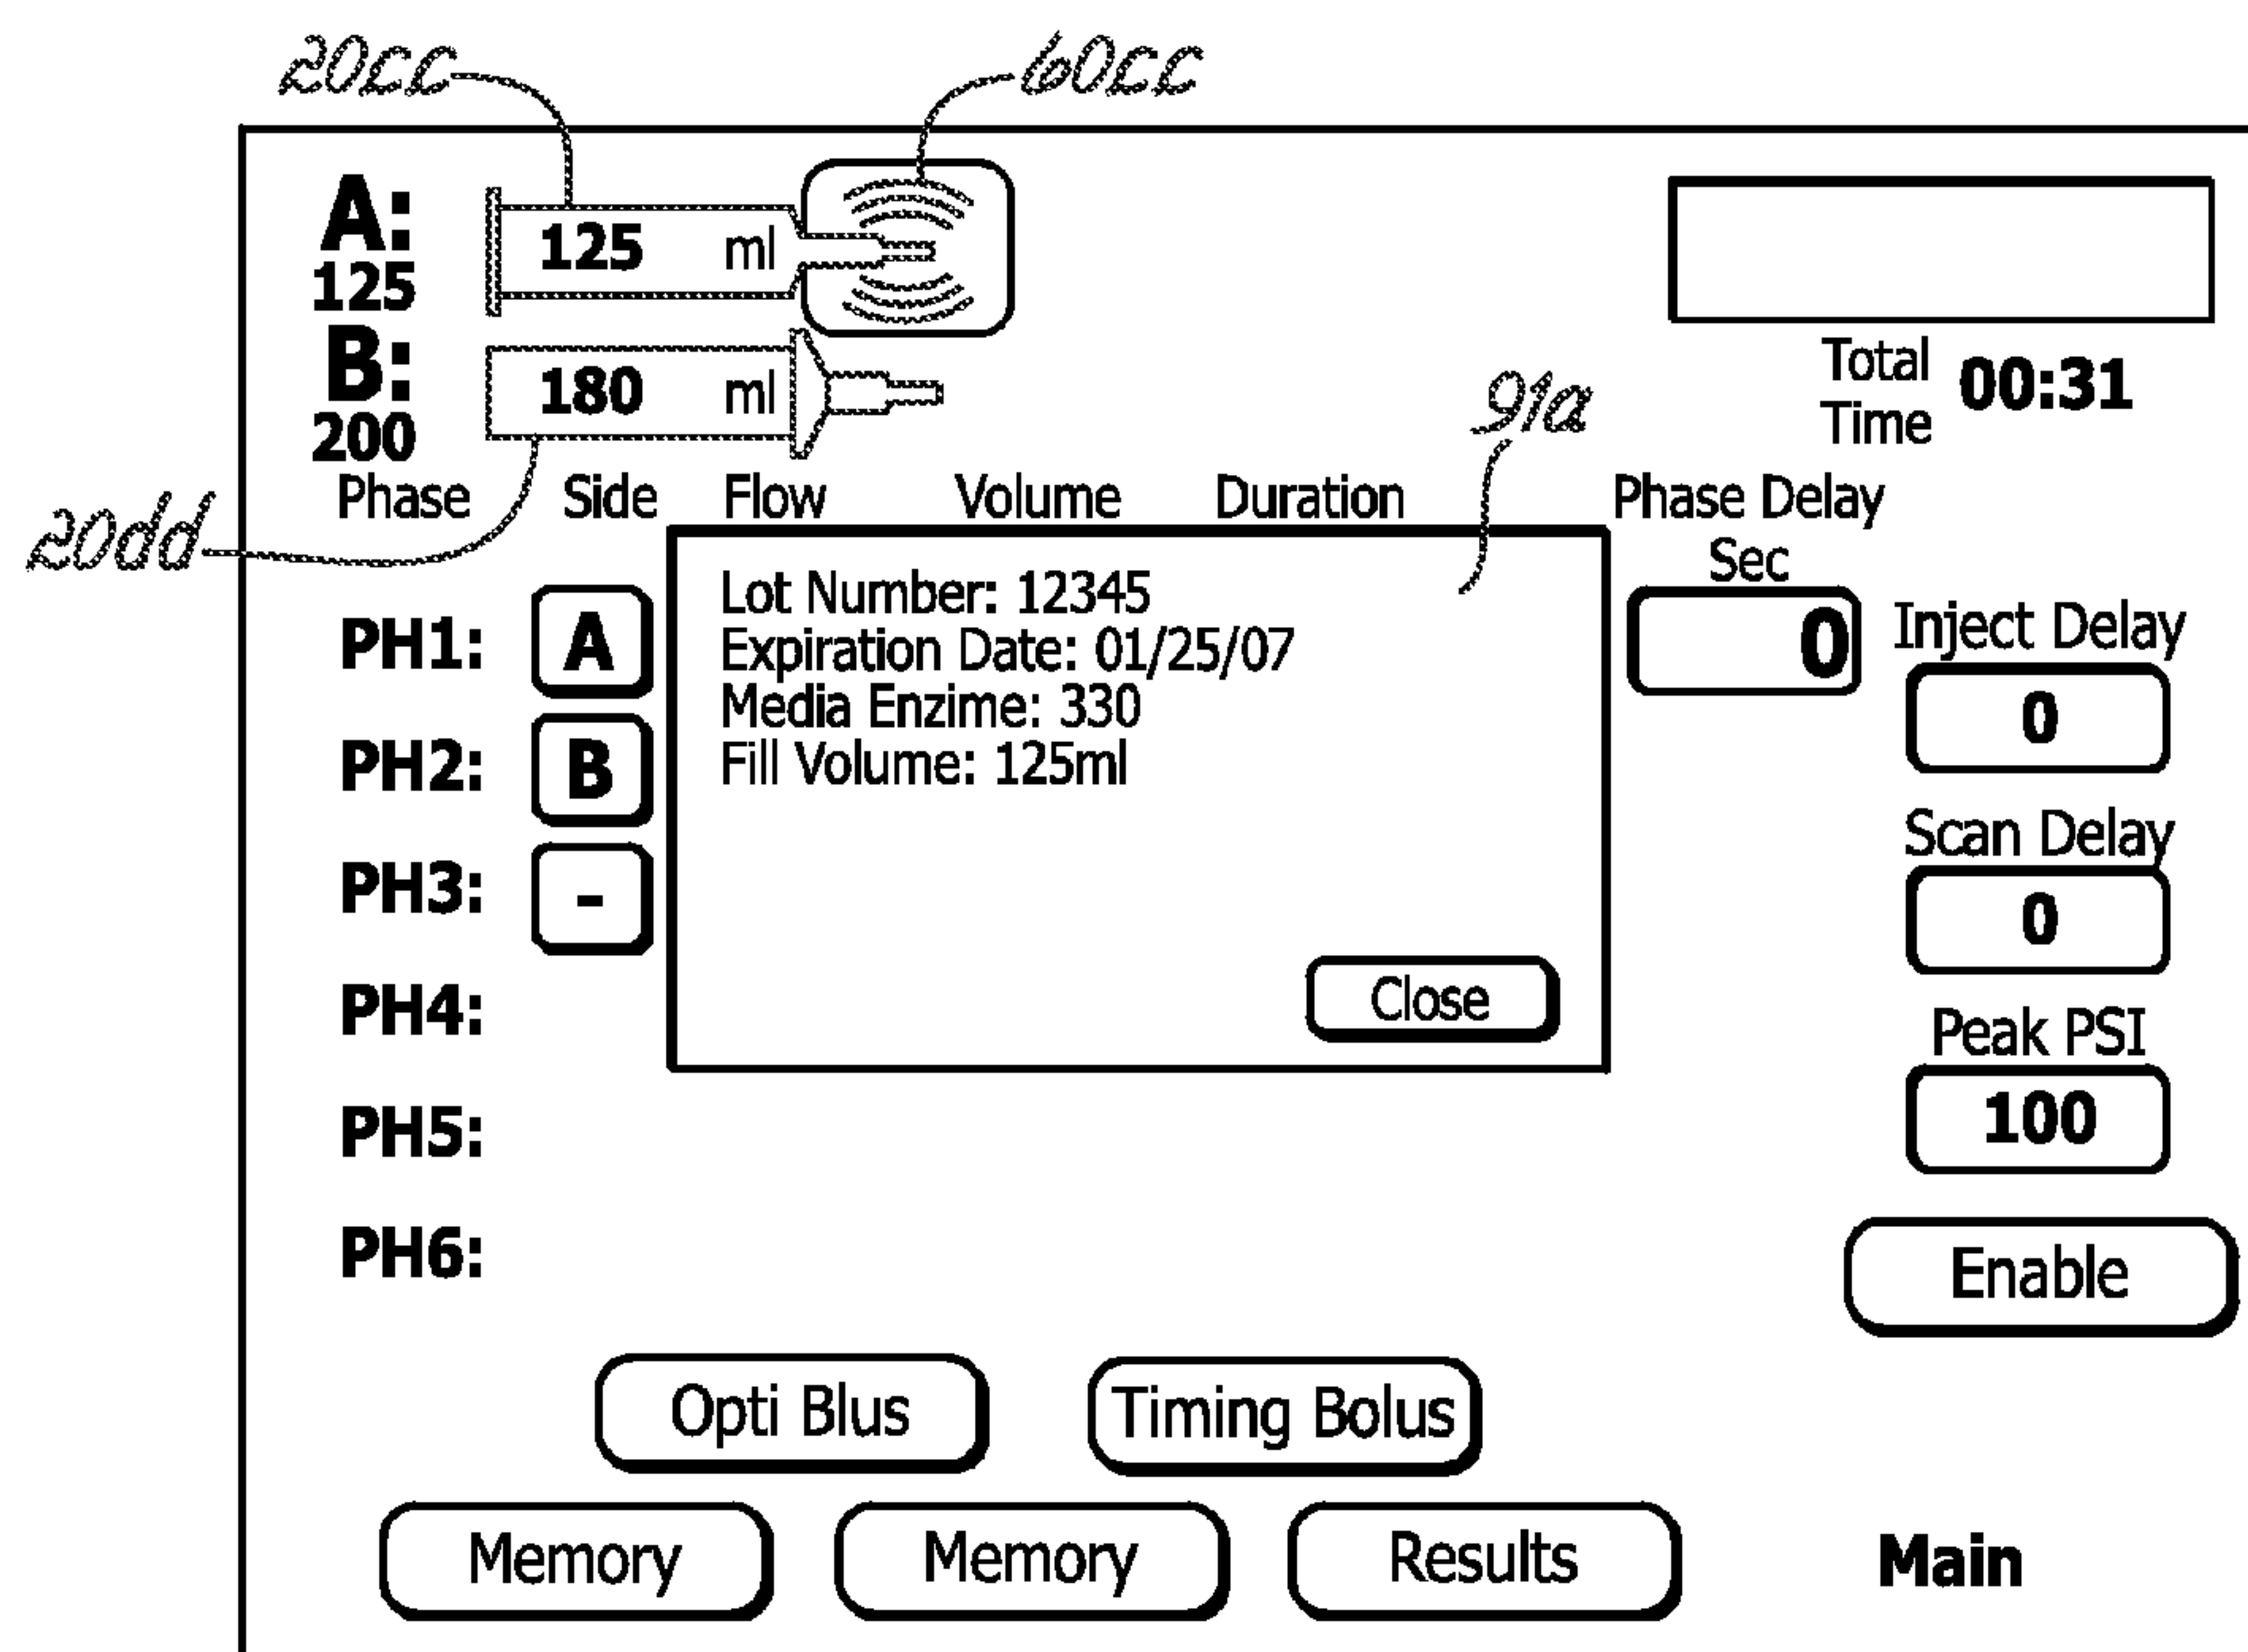 20cc 60cc
A: 125 ml
125
B: 180 ml
200
Total Time 00:31
91a
20dd
Phase Side Flow Volume Duration Phase Delay
Sec
Lot Number: 12345
Expiration Date: 01/25/07
Media Enzime: 330
Fill Volume: 125ml
Close
PH1: A
0
Inject Delay
0
PH2: B
PH3: -
Scan Delay
0
PH4:
Peak PSI
100
PH5:
PH6:
Enable
Opti Blus Timing Bolus
Memory Memory Results Main